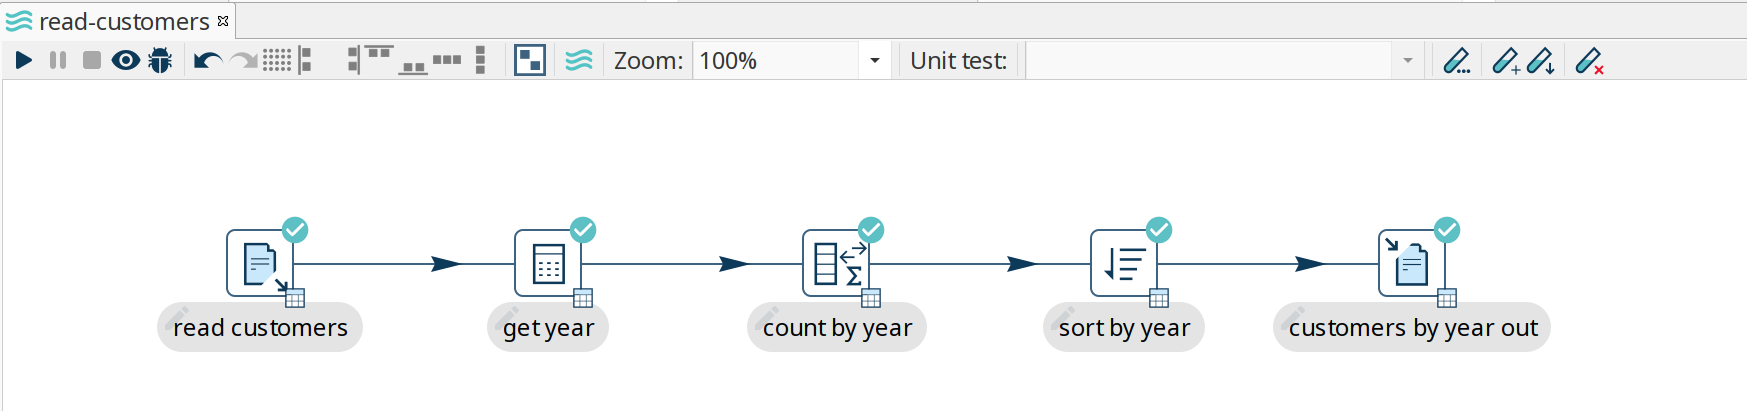 read-customers
Zoom: 100% Unit test:
read customers
get year
count by year
sort by year
customers by year out